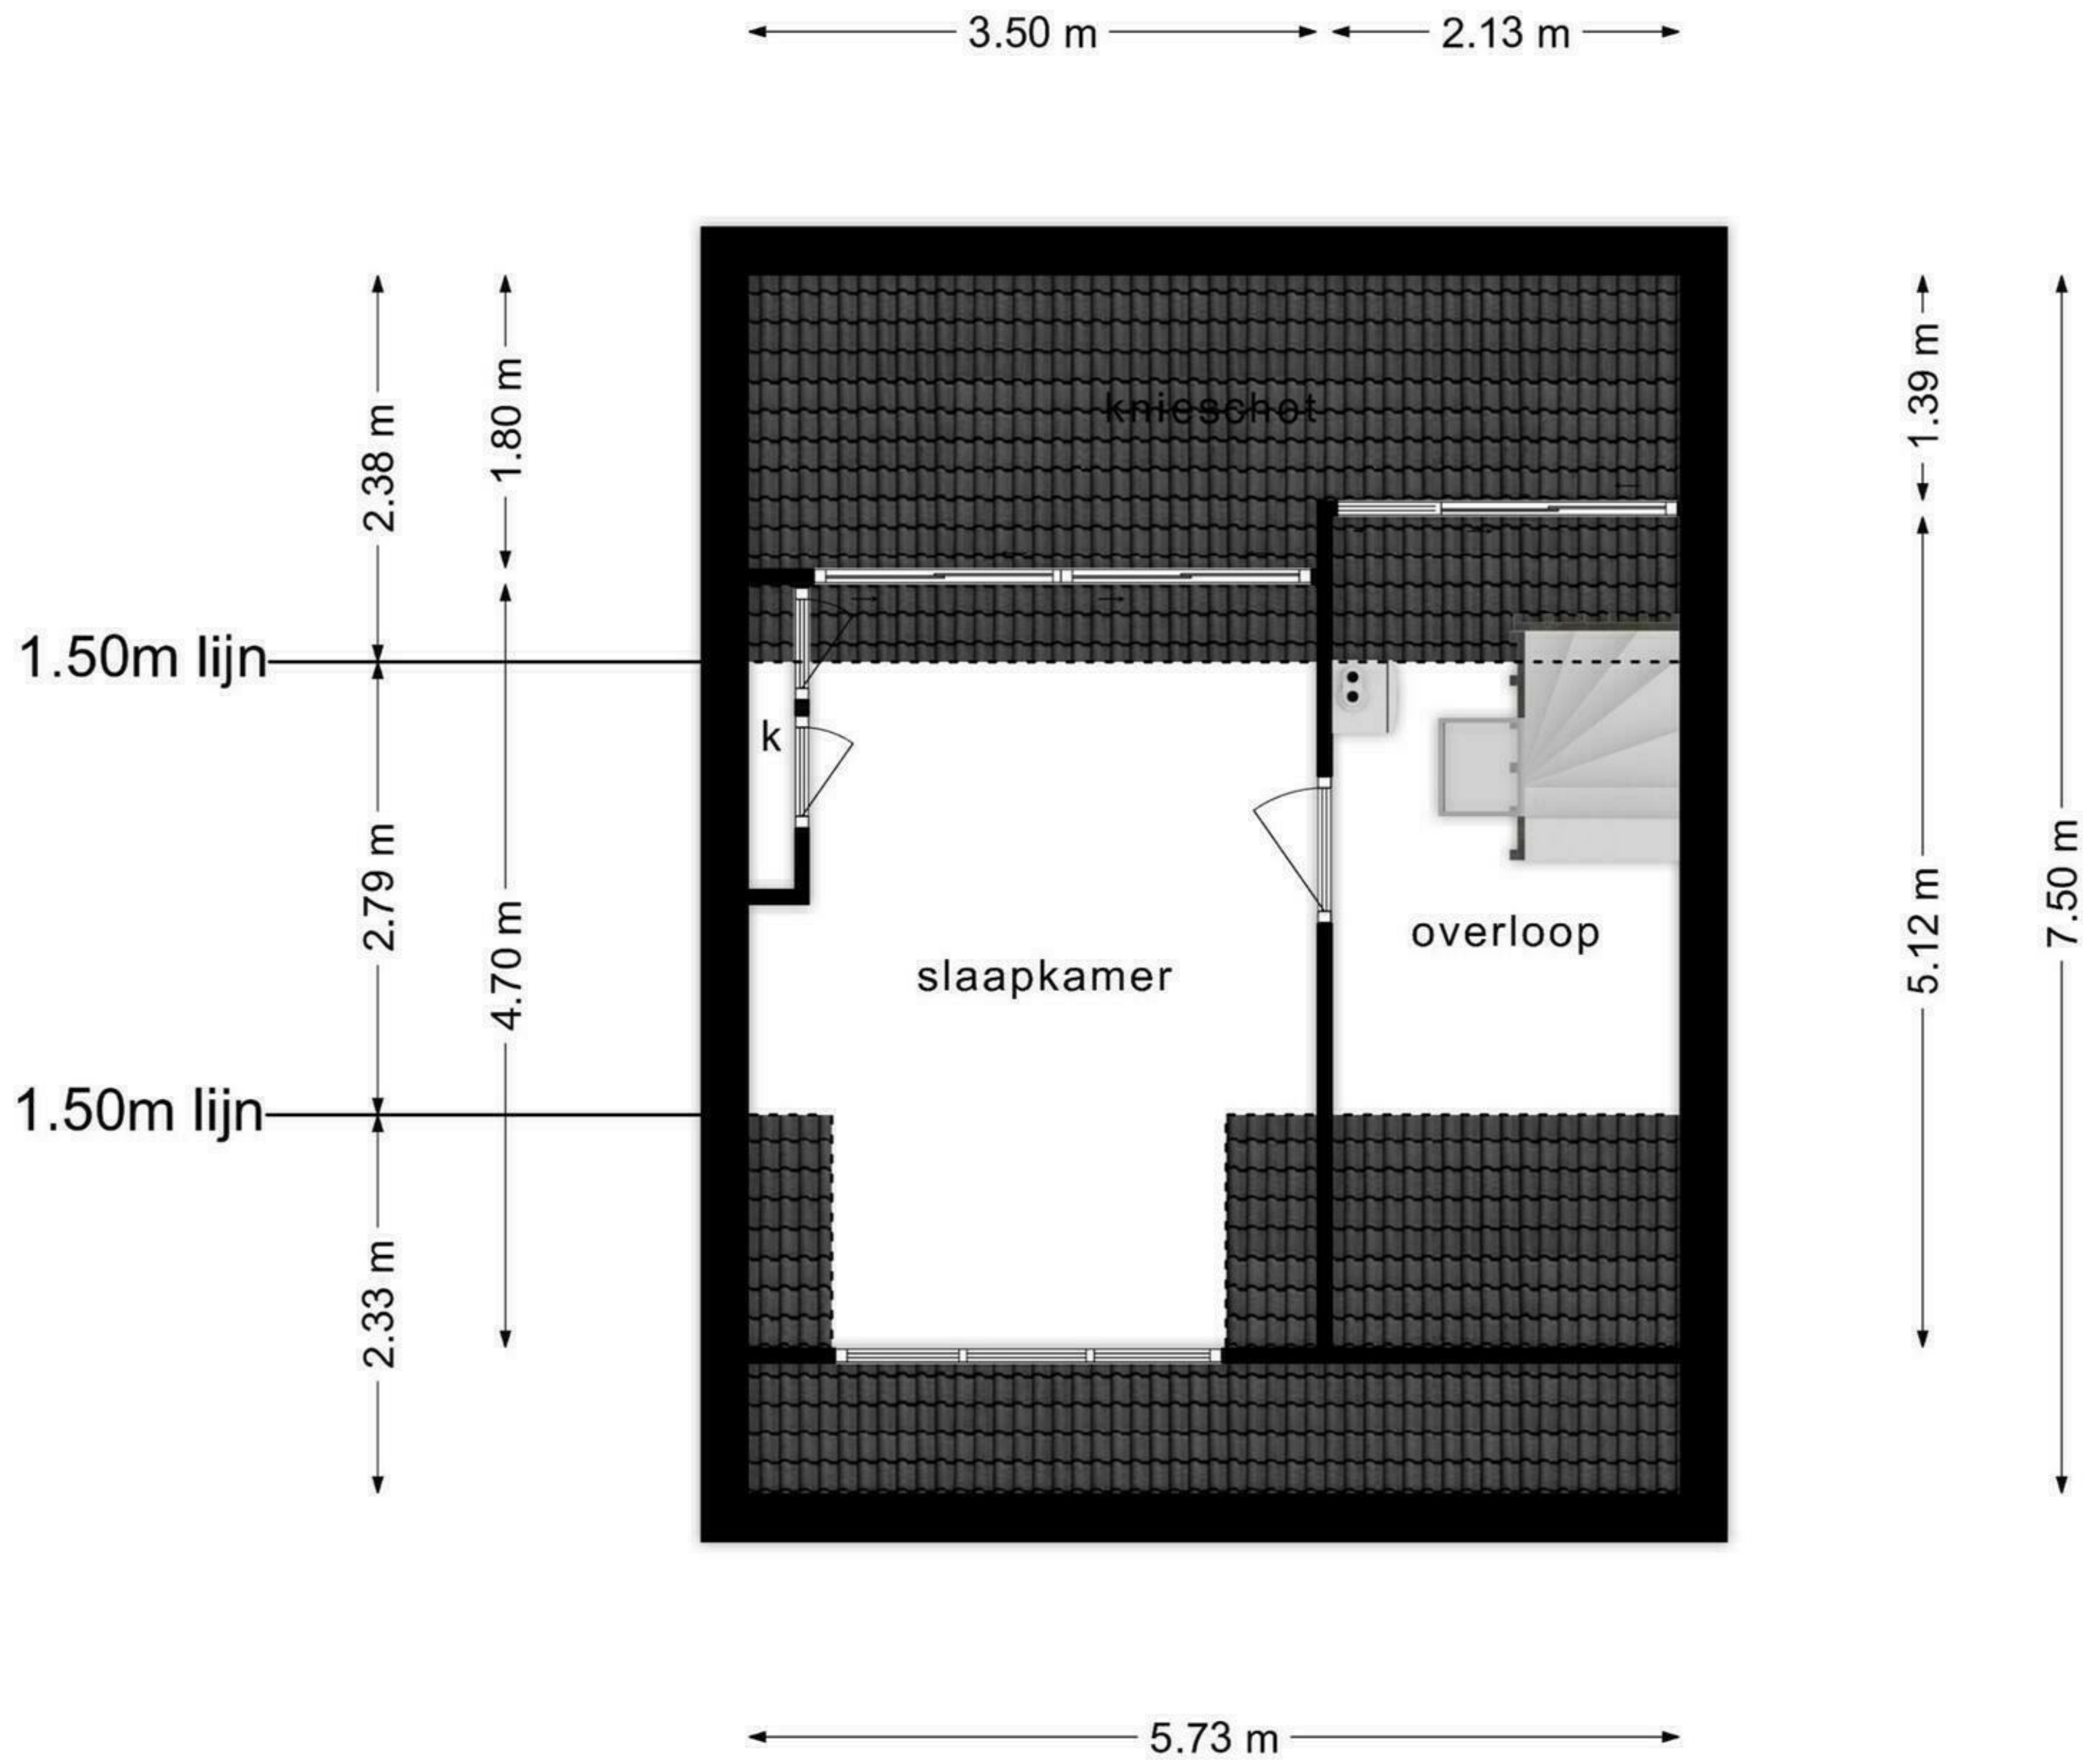 3.50 m
2.13 m
2.38 m
1.80 m
1.39 m
knieschot
1.50m lijn
k
2.79 m
4.70 m
overloop
slaapkamer
5.12 m
7.50 m
1.50m lijn
2.33 m
5.73 m